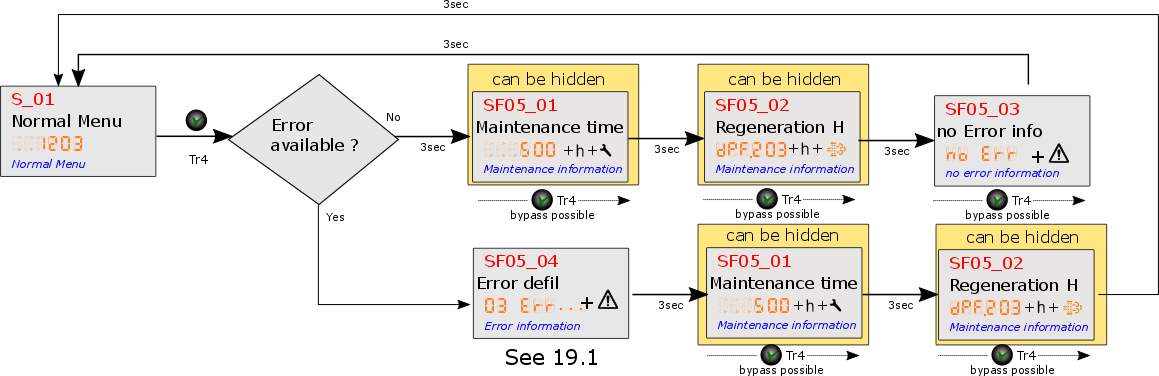 3sec
3sec
S_01
Normal Menu
1203
Normal Menu
Tr4
Error
available ?
No
3sec
Yes
can be hidden
SF05_01
Maintenance time
500 +h+
Maintenance information
Tr4
bypass possible
3sec
can be hidden
SF05_02
Regeneration H
dPF.203+h+
Maintenance information
Tr4
bypass possible
3sec
SF05_03
no Error info
no Err +
no error information
Tr4
bypass possible
SF05_04
Error defil
03 Err...+
Error information
See 19.1
3sec
can be hidden
SF05_01
Maintenance time
500 +h+
Maintenance information
Tr4
bypass possible
3sec
can be hidden
SF05_02
Regeneration H
dPF.203+h+
Maintenance information
Tr4
bypass possible